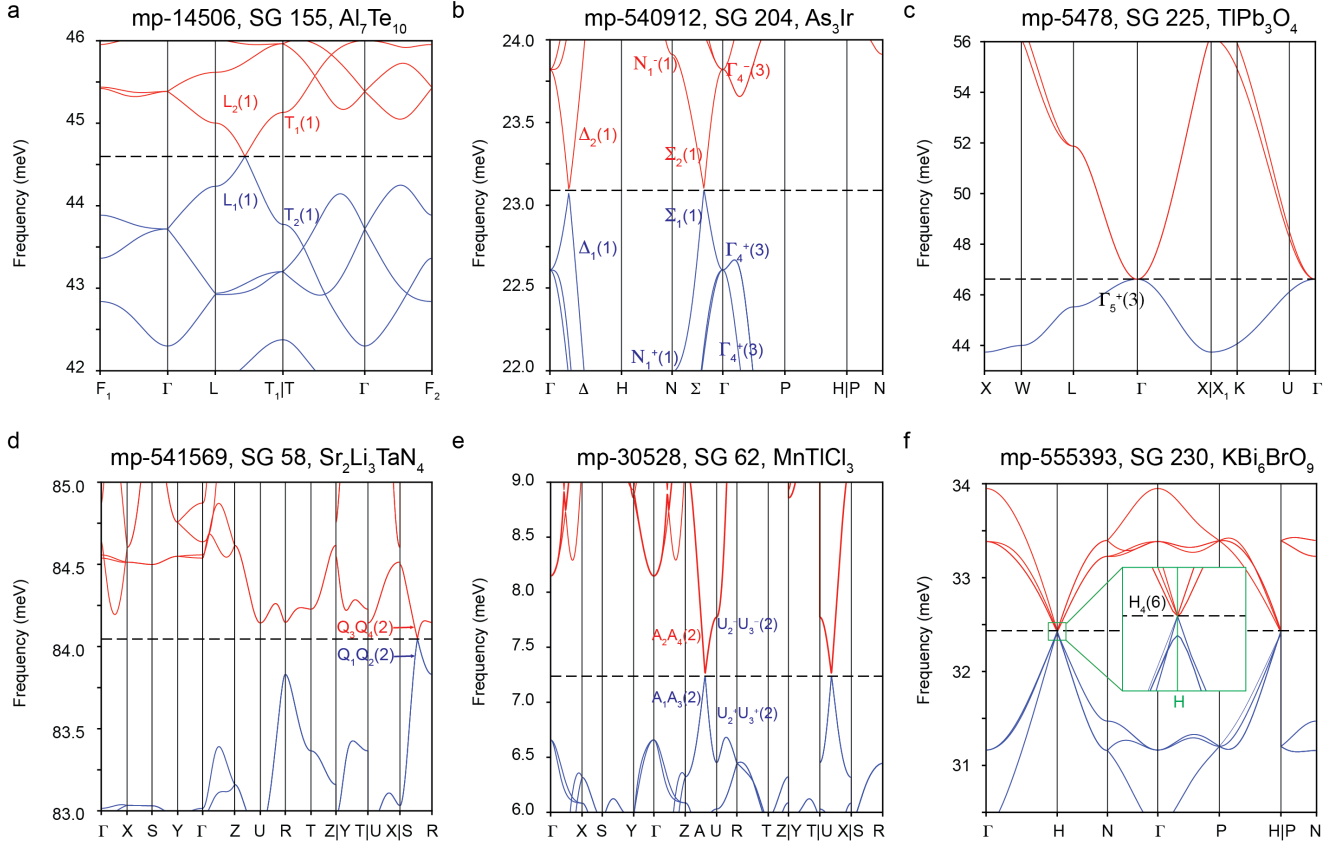 a
mp-14506, SG 155, Al7Te10
Frequency (meV)
46
45
44
43
42
L2(1)
T1(1)
L1(1)
T2(1)
F1 Γ L T1|T Γ F2
b
mp-540912, SG 204, As3Ir
Frequency (meV)
24.0
23.5
23.0
22.5
22.0
N1-(1)
Γ4-(3)
Δ2(1)
Σ2(1)
Σ1(1)
Δ1(1)
Γ4+(3)
N1+(1)
Γ4+(3)
Γ Δ H N Σ Γ P H|P N
c
mp-5478, SG 225, TlPb3O4
Frequency (meV)
56
54
52
50
48
46
44
Γ5+(3)
X W L Γ X|X1 K U Γ
d
mp-541569, SG 58, Sr2Li3TaN4
Frequency (meV)
85.0
84.5
84.0
83.5
83.0
Q3Q4(2)
Q1Q2(2)
Γ X S Y Γ Z U R T Z|Y T|U X|S R
e
mp-30528, SG 62, MnTlCl3
Frequency (meV)
9.0
8.5
8.0
7.5
7.0
6.5
6.0
A2A4(2)
U2-U3-(2)
A1A3(2)
U2+U3+(2)
Γ X S Y Γ Z A U R T Z|Y T|U X|S R
f
mp-555393, SG 230, KBi6BrO9
Frequency (meV)
34
33
32
31
H4(6)
H
Γ H N Γ P H|P N